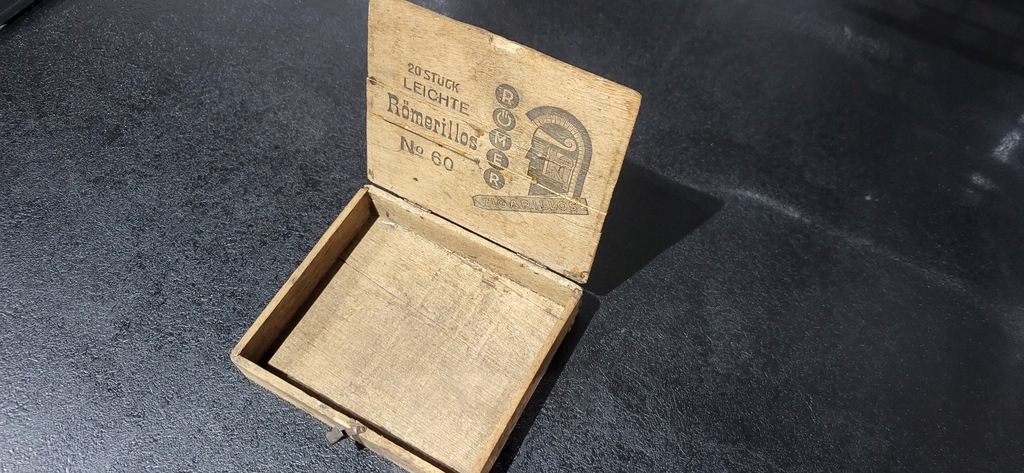 20 STÜCK
LEICHTE
Römerillos
No 60
RÖMER